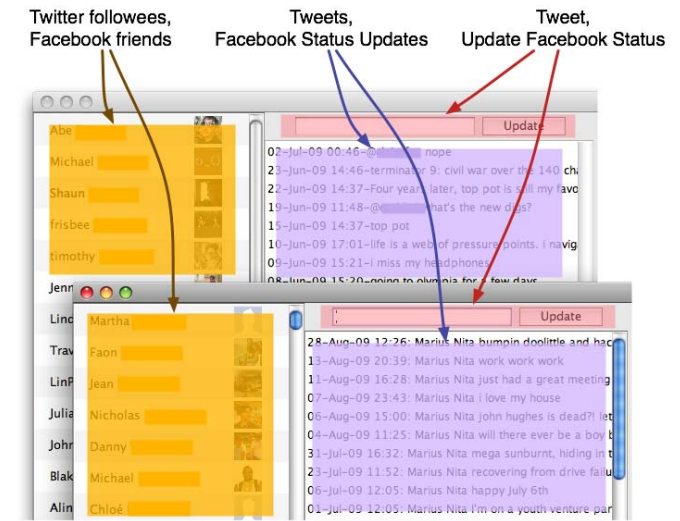 Twitter followees,
Facebook friends
Tweets,
Facebook Status Updates
Tweet,
Update Facebook Status
Abe
Michael
Shaun
frisbee
timothy
Jenn
Lind
Trav
LinP
Julia
John
Blak
Alin
Update
02-Jul-09 00:46-@ nope
23-Jun-09 14:46-terminator 9: civil war over the 140 cha
22-Jun-09 14:37-Four years later, top pot is still my favo
19-Jun-09 11:48-@ what's the new digs?
15-Jun-09 14:37-top pot
10-Jun-09 17:01-life is a web of pressure points. i navig
09-Jun-09 15:21-i miss my headphones
08-Jun-09 15:20-going to olympia for a few days
Martha
Faon
Jean
Nicholas
Danny
Michael
Chloé
Update
28-Aug-09 12:26: Marius Nita bumpin doolittle and hac
13-Aug-09 20:39: Marius Nita work work work
11-Aug-09 16:28: Marius Nita just had a great meeting
07-Aug-09 23:43: Marius Nita i love my house
06-Aug-09 15:00: Marius Nita john hughes is dead?! let
04-Aug-09 11:25: Marius Nita will there ever be a boy b
31-Jul-09 16:32: Marius Nita mega sunburnt, hiding in t
23-Jul-09 11:52: Marius Nita recovering from drive failu
06-Jul-09 12:05: Marius Nita happy July 6th
01-Jul-09 12:05: Marius Nita I'm on a youth venture par